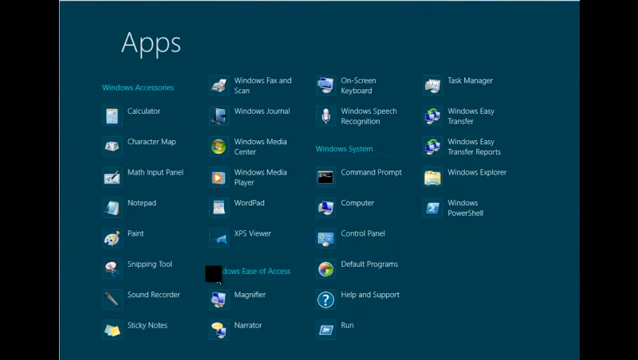 Apps
Windows Accessories
Calculator
Character Map
Math Input Panel
Notepad
Paint
Snipping Tool
Sound Recorder
Sticky Notes
Windows Fax and
Scan
Windows Journal
Windows Media
Center
Windows Media
Player
WordPad
XPS Viewer
dows Ease of Access
Magnifier
Narrator
On-Screen
Keyboard
Windows Speech
Recognition
Windows System
Command Prompt
Computer
Control Panel
Default Programs
Help and Support
Run
Task Manager
Windows Easy
Transfer
Windows Easy
Transfer Reports
Windows Explorer
Windows
PowerShell